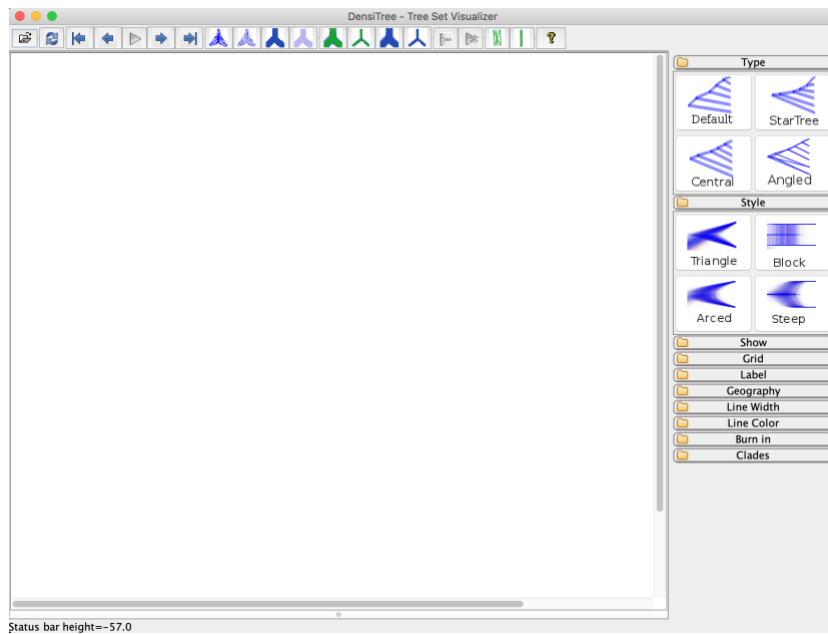 DensiTree - Tree Set Visualizer
?
Type
Default StarTree
Central Angled
Style
Triangle Block
Arced Steep
Show
Grid
Label
Geography
Line Width
Line Color
Burn in
Clades
Status bar height=-57.0